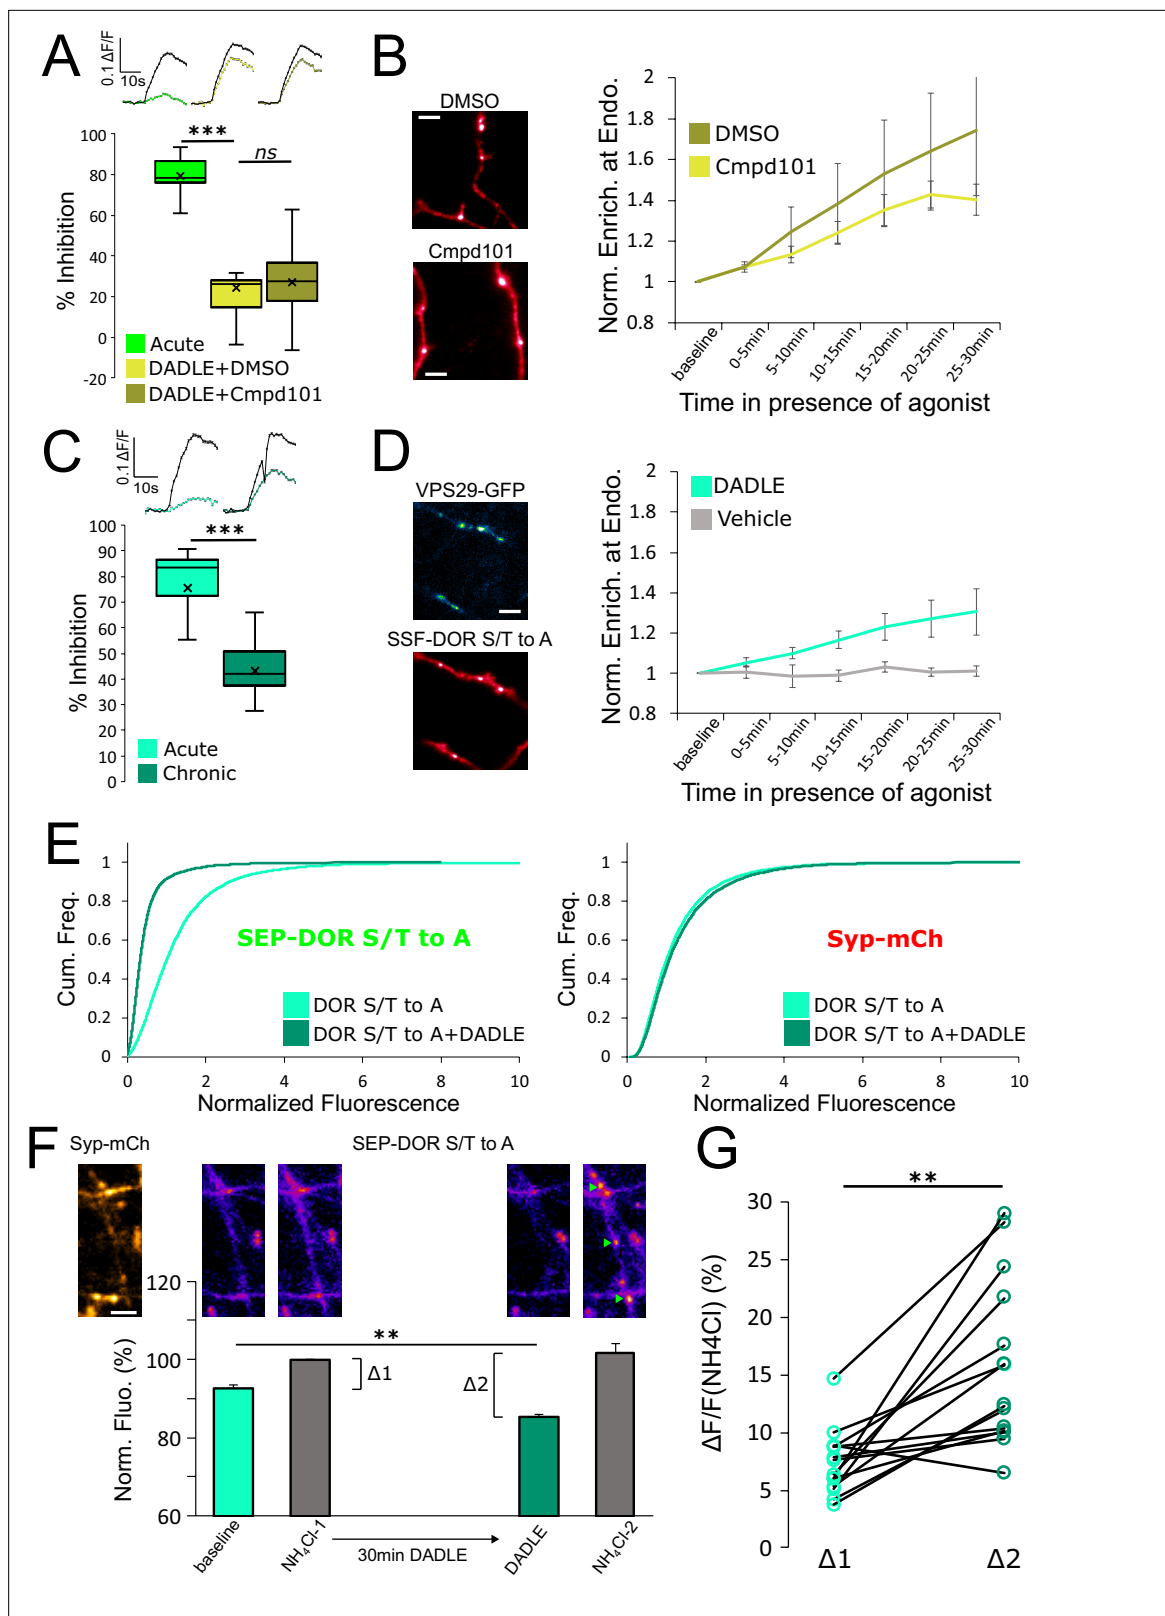 A
0.1 ΔF/F
10s
% Inhibition
100
80
60
40
20
0
-20
***
ns
Acute
DADLE+DMSO
DADLE+Cmpd101
B
DMSO
Cmpd101
Norm. Enrich. at Endo.
2
1.8
1.6
1.4
1.2
1
0.8
DMSO
Cmpd101
baseline
0-5min
5-10min
10-15min
15-20min
20-25min
25-30min
Time in presence of agonist
C
0.1 ΔF/F
10s
% Inhibition
100
90
80
70
60
50
40
30
20
10
0
***
Acute
Chronic
D
VPS29-GFP
SSF-DOR S/T to A
Norm. Enrich. at Endo.
2
1.8
1.6
1.4
1.2
1
0.8
DADLE
Vehicle
baseline
0-5min
5-10min
10-15min
15-20min
20-25min
25-30min
Time in presence of agonist
E
Cum. Freq.
1
0.8
0.6
0.4
0.2
0
SEP-DOR S/T to A
DOR S/T to A
DOR S/T to A+DADLE
0 2 4 6 8 10
Normalized Fluorescence
Cum. Freq.
1
0.8
0.6
0.4
0.2
0
Syp-mCh
DOR S/T to A
DOR S/T to A+DADLE
0 2 4 6 8 10
Normalized Fluorescence
F
Syp-mCh
SEP-DOR S/T to A
Norm. Fluo. (%)
120
100
80
60
**
Δ1
Δ2
baseline
NH₄Cl-1
30min DADLE
DADLE
NH₄Cl-2
G
**
ΔF/F(NH4Cl) (%)
30
25
20
15
10
5
0
Δ1
Δ2